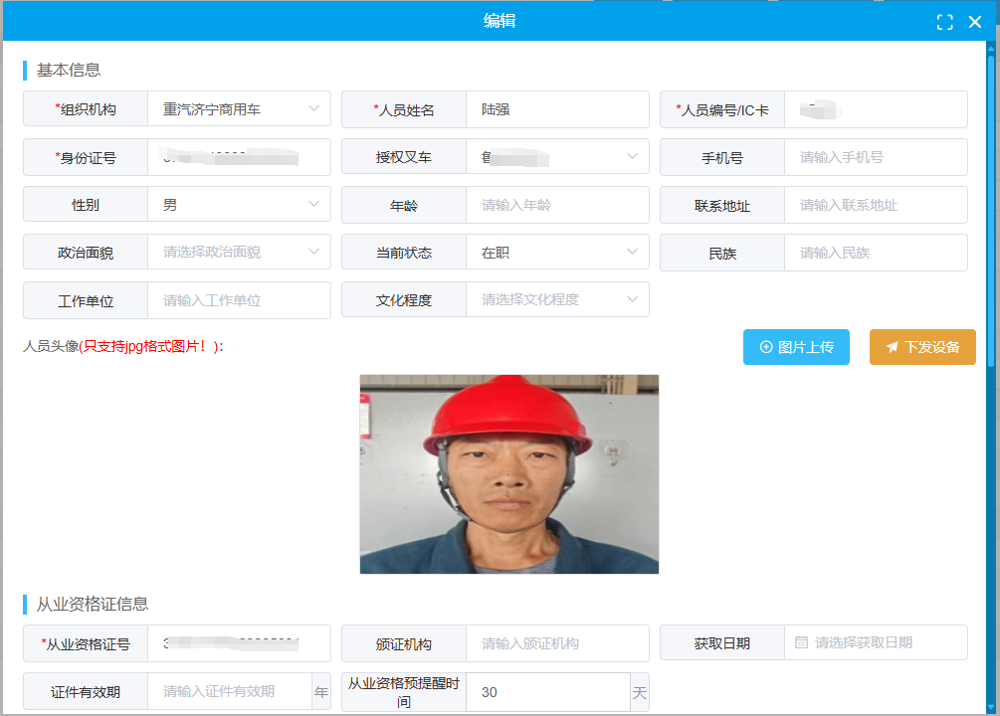 编辑
基本信息
*组织机构 重汽济宁商用车 *人员姓名 陆强 *人员编号/IC卡
*身份证号 授权叉车 手机号 请输入手机号
性别 男 年龄 请输入年龄 联系地址 请输入联系地址
政治面貌 请选择政治面貌 当前状态 在职 民族 请输入民族
工作单位 请输入工作单位 文化程度 请选择文化程度
人员头像(只支持jpg格式图片！): 图片上传 下发设备
从业资格证信息
*从业资格证号 颁证机构 请输入颁证机构 获取日期 请选择获取日期
证件有效期 请输入证件有效期 年 从业资格预提醒时间 30 天